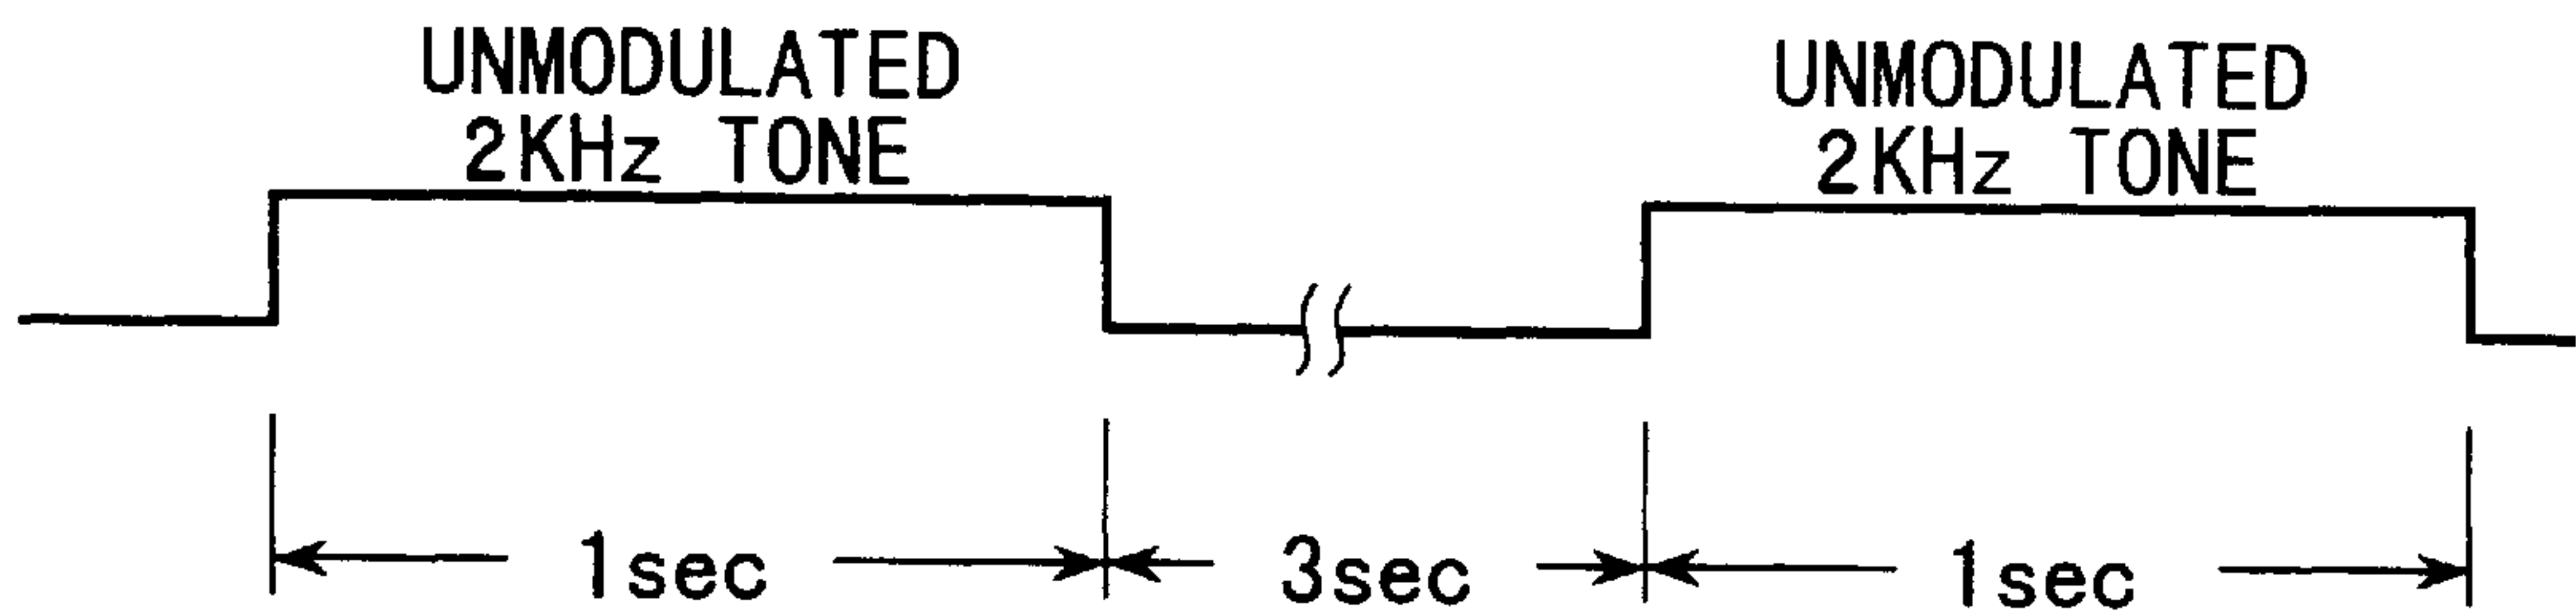 UNMODULATED
2KHz TONE
UNMODULATED
2KHz TONE
1sec
3sec
1sec